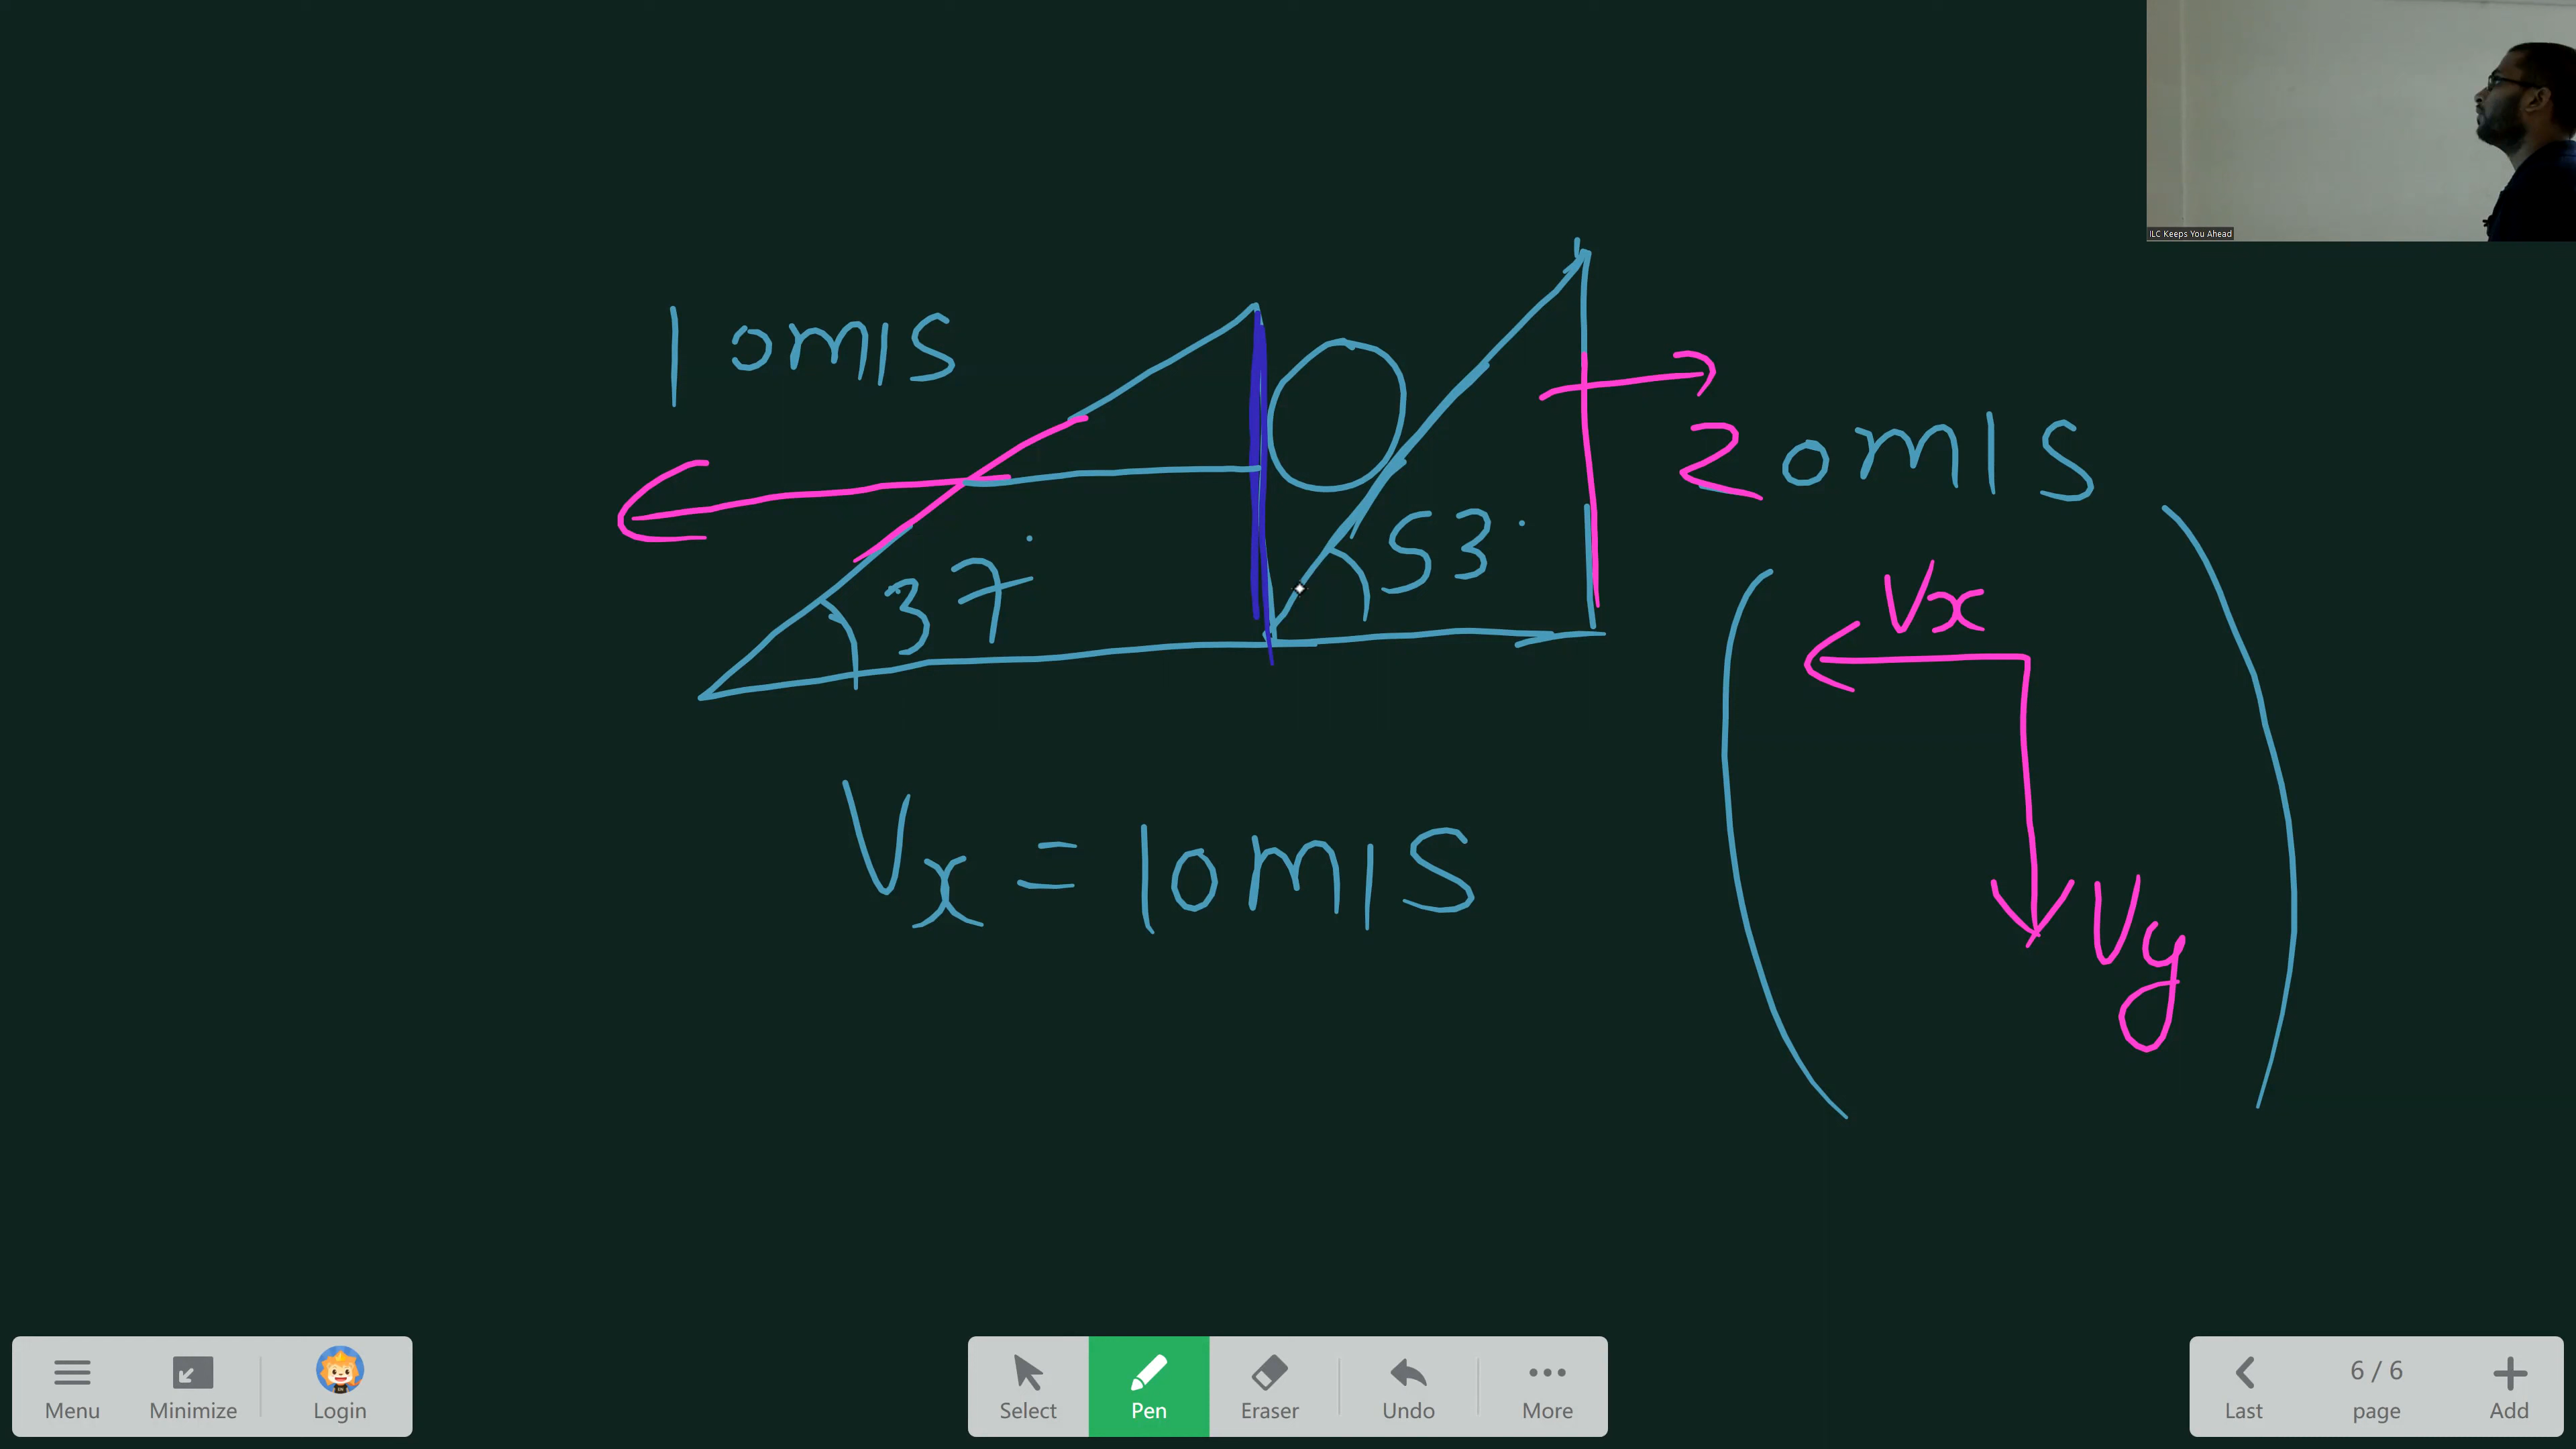 ILC Keeps You Ahead
10m/s
20m/s
37°
53°
Vx
Vx = 10m/s
Vy
Menu
Minimize
Login
Select
Pen
Eraser
Undo
More
Last
6 / 6
page
Add